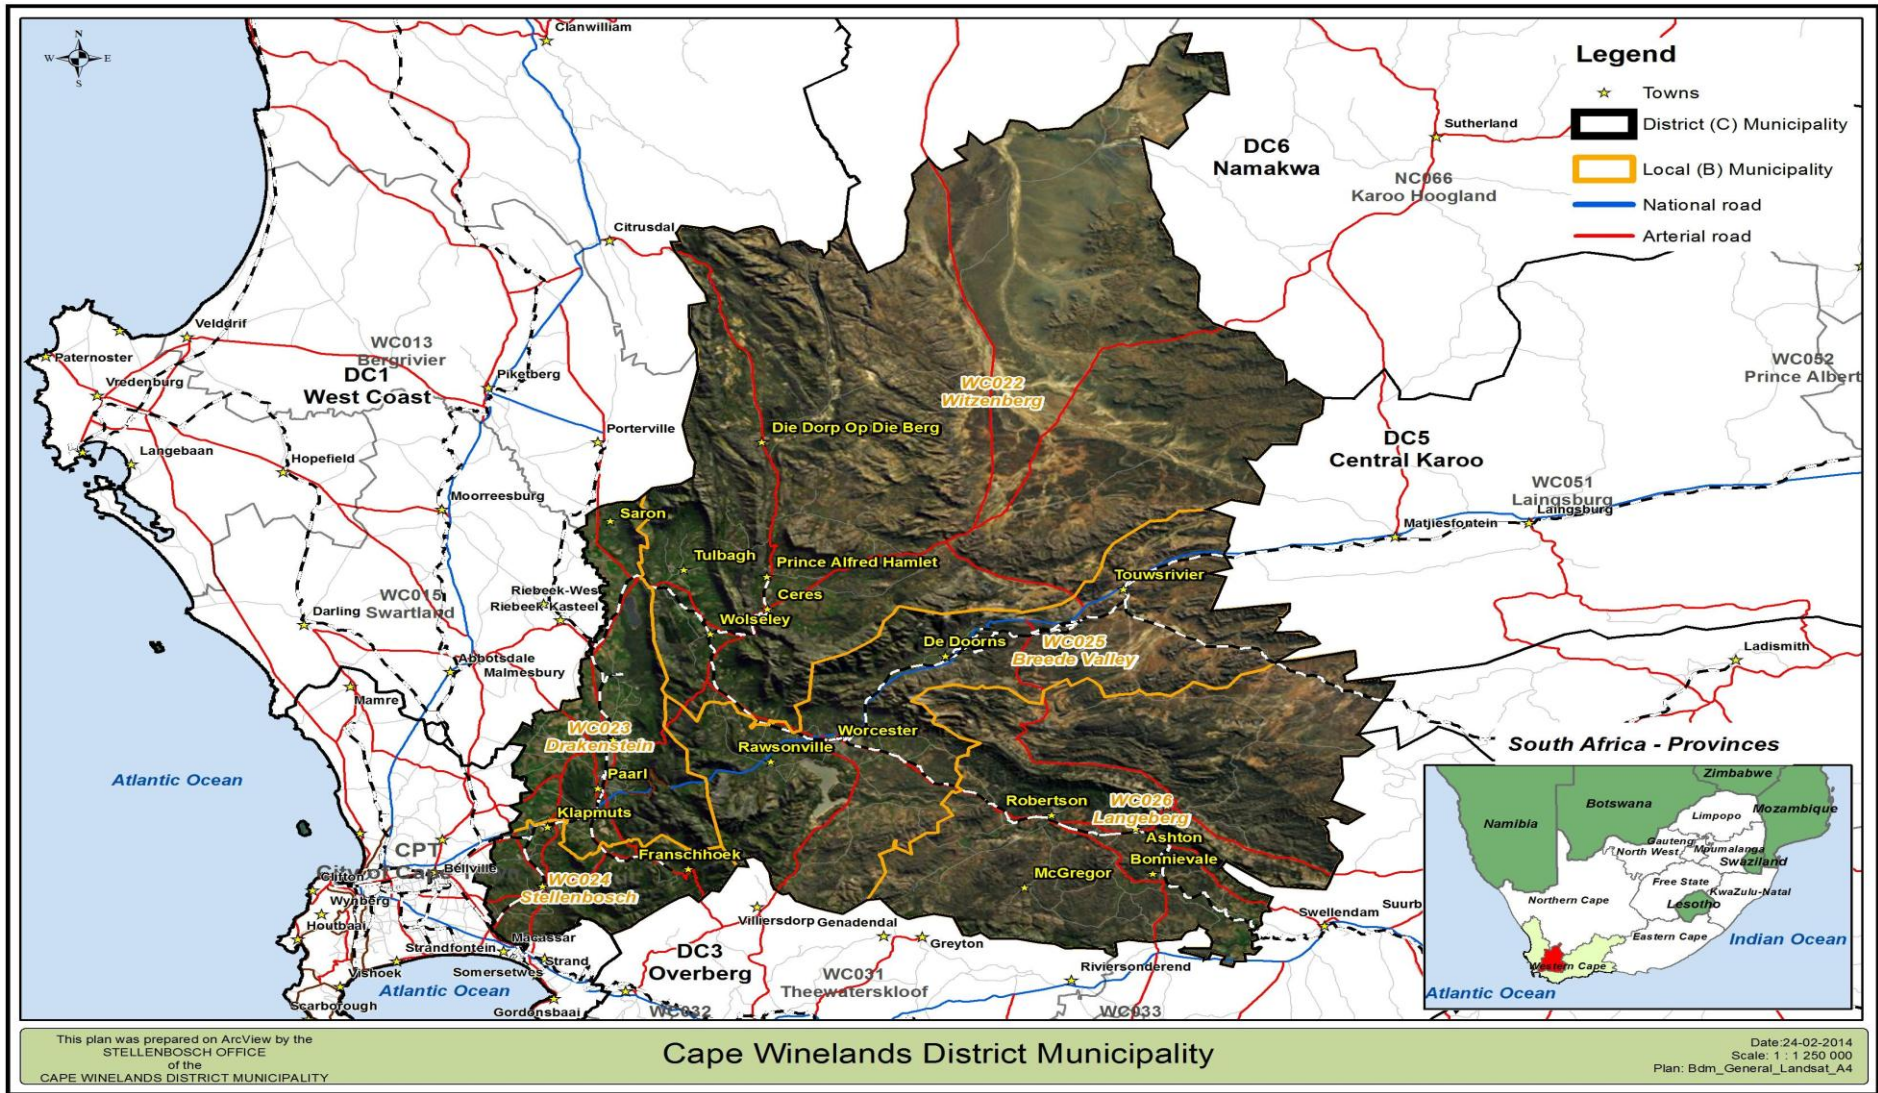 N
W
E
S
Clanwilliam
Legend
Towns
District (C) Municipality
Local (B) Municipality
National road
Arterial road
Sutherland
DC6
Namakwa
NC066
Karoo Hoogland
Citrusdal
Velddrif
Paternoster
Vredenburg
WC013
Bergrivier
DC1
West Coast
Piketberg
WC022
Witzenberg
WC052
Prince Albert
Porterville
Die Dorp Op Die Berg
DC5
Central Karoo
Langebaan
Hopefield
Moorreesburg
WC051
Laingsburg
Laingsburg
Matjiesfontein
Saron
Tulbagh
Prince Alfred Hamlet
Ceres
Touwsrivier
Riebeek-Wes
Riebeek-Kasteel
WC015
Swartland
Darling
Wolseley
De Doorns
WC025
Breede Valley
Ladismith
Abbotsdale
Malmesbury
Mamre
WC023
Drakenstein
Worcester
Rawsonville
Paarl
Klapmuts
Robertson
WC026
Langeberg
Ashton
Bonnievale
McGregor
Franschhoek
WC024
Stellenbosch
Atlantic Ocean
CPT
City of Cape
Bellville
Clifton
Wynberg
Houtbaai
Strandfontein
Macassar
Strand
Somersetwes
Vishoek
Atlantic Ocean
Scarborough
Gordonsbaai
Villiersdorp
Genadendal
Greyton
DC3
Overberg
WC031
Theewaterskloof
WC032
Riviersonderend
WC033
Swellendam
Suurb
South Africa - Provinces
Zimbabwe
Botswana
Mozambique
Namibia
Limpopo
Gauteng
North West
Mpumalanga
Swaziland
Free State
KwaZulu-Natal
Lesotho
Northern Cape
Eastern Cape
Western Cape
Indian Ocean
Atlantic Ocean
This plan was prepared on ArcView by the
STELLENBOSCH OFFICE
of the
CAPE WINELANDS DISTRICT MUNICIPALITY
Cape Winelands District Municipality
Date:24-02-2014
Scale: 1 : 1 250 000
Plan: Bdm_General_Landsat_A4